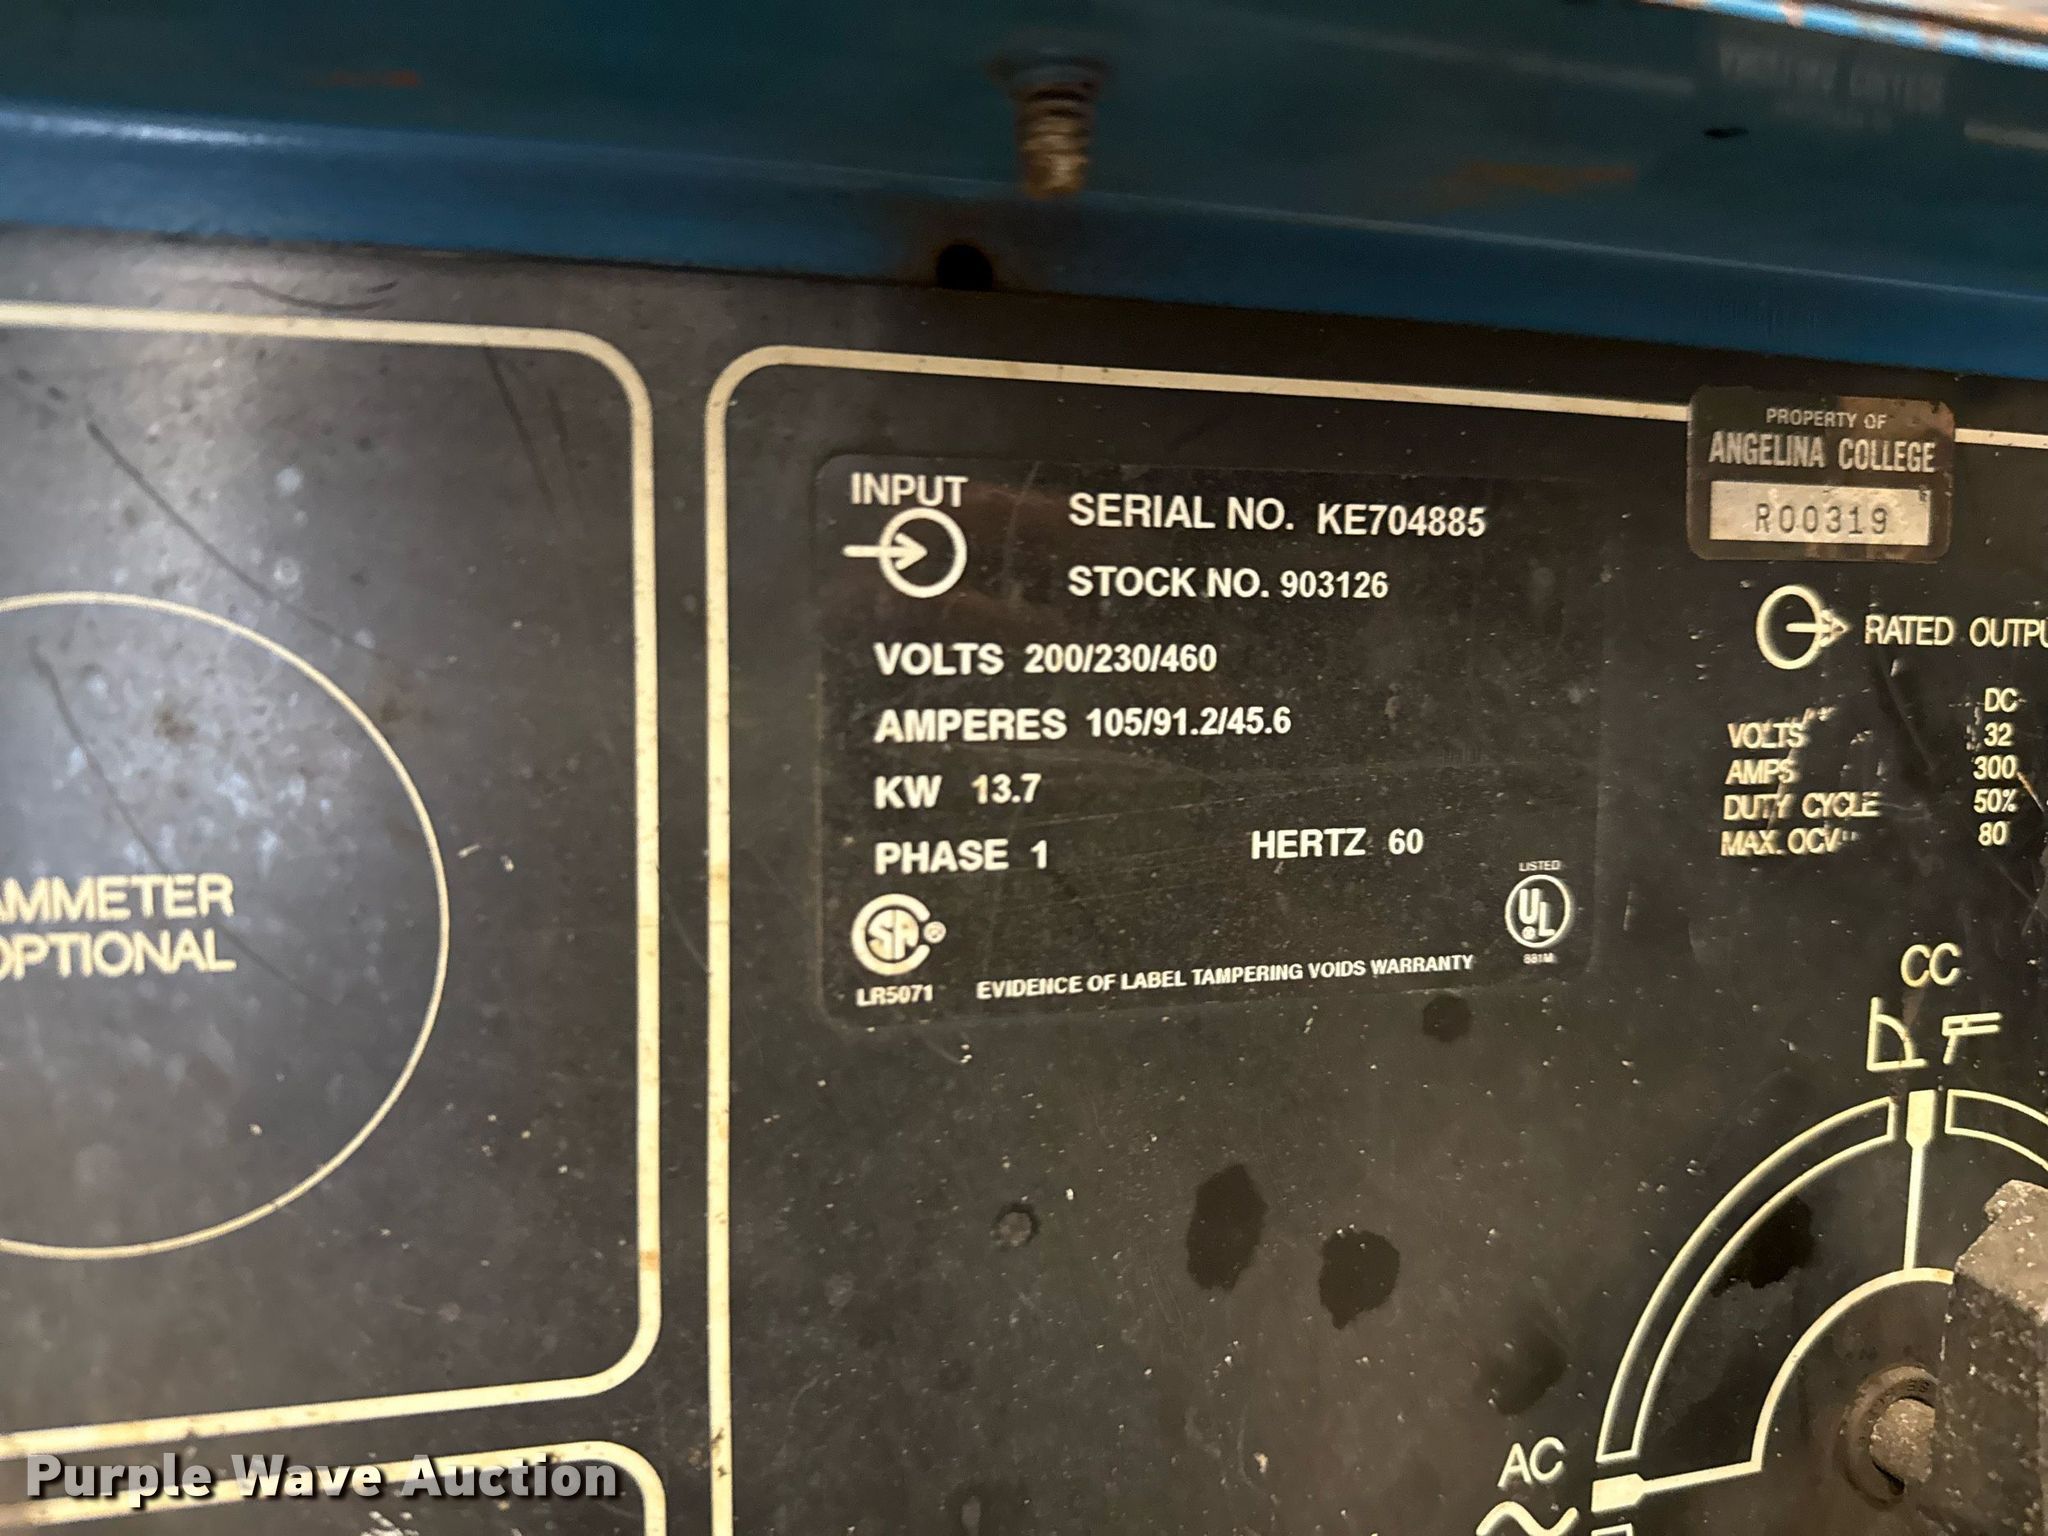 PROPERTY OF
ANGELINA COLLEGE
R00319
INPUT
SERIAL NO. KE704885
STOCK NO. 903126
VOLTS 200/230/460
AMPERES 105/91.2/45.6
KW 13.7
PHASE 1 HERTZ 60
LR5071
EVIDENCE OF LABEL TAMPERING VOIDS WARRANTY
LISTED
UL
881M
RATED OUTPU
DC
VOLTS 32
AMPS 300
DUTY CYCLE 50%
MAX. OCV 80
AMMETER
OPTIONAL
CC
AC
Purple Wave Auction